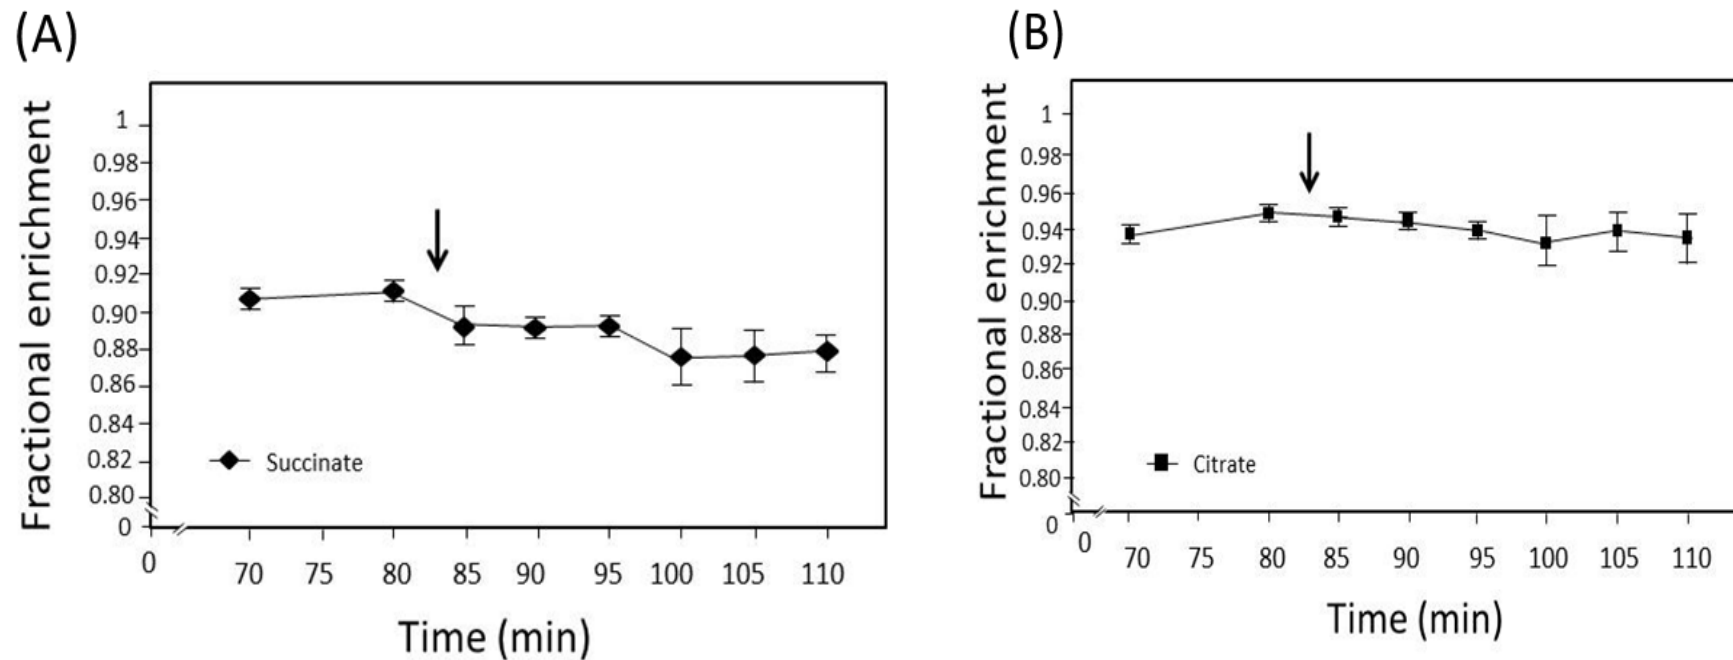 (A)
Fractional enrichment
1
0.98
0.96
0.94
0.92
0.90
0.88
0.86
0.84
0.82
0.80
0
Succinate
0 70 75 80 85 90 95 100 105 110
Time (min)
(B)
Fractional enrichment
1
0.98
0.96
0.94
0.92
0.90
0.88
0.86
0.84
0.82
0.80
0
Citrate
0 70 75 80 85 90 95 100 105 110
Time (min)